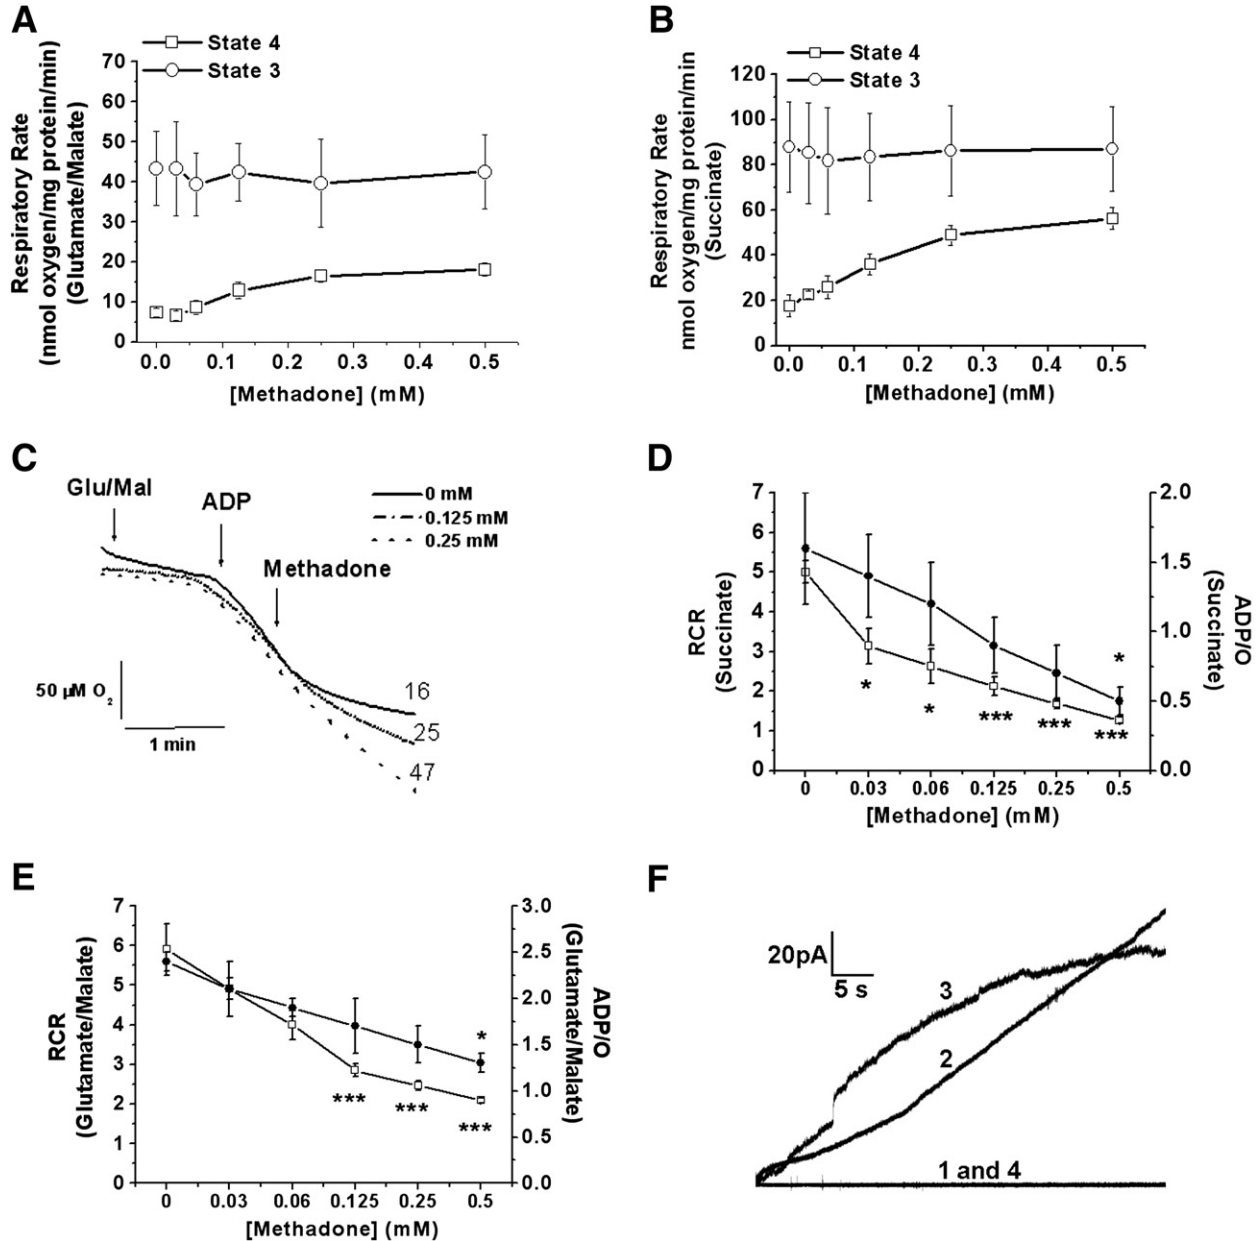 A
State 4
State 3
Respiratory Rate
(nmol oxygen/mg protein/min)
(Glutamate/Malate)
70
60
50
40
30
20
10
0
0.0 0.1 0.2 0.3 0.4 0.5
[Methadone] (mM)
B
State 4
State 3
Respiratory Rate
nmol oxygen/mg protein/min
(Succinate)
120
100
80
60
40
20
0
0.0 0.1 0.2 0.3 0.4 0.5
[Methadone] (mM)
C
Glu/Mal
ADP
Methadone
0 mM
0.125 mM
0.25 mM
50 µM O2
1 min
16
25
47
D
RCR
(Succinate)
7
6
5
4
3
2
1
0
2.0
1.5
1.0
0.5
0.0
ADP/O
(Succinate)
*
*
*
***
***
***
0 0.03 0.06 0.125 0.25 0.5
[Methadone] (mM)
E
RCR
(Glutamate/Malate)
7
6
5
4
3
2
1
0
3.0
2.5
2.0
1.5
1.0
0.5
0.0
ADP/O
(Glutamate/Malate)
*
***
***
***
0 0.03 0.06 0.125 0.25 0.5
[Methadone] (mM)
F
20pA
5 s
3
2
1 and 4